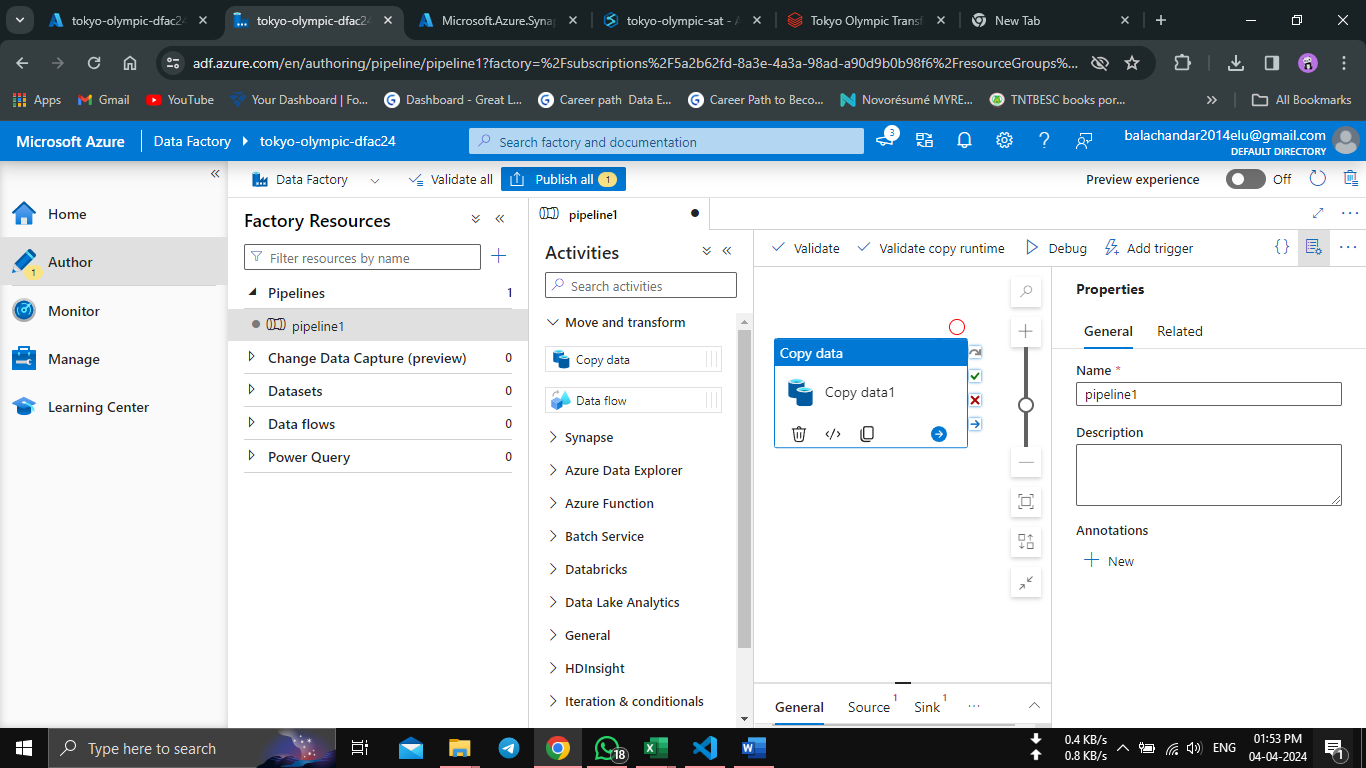 tokyo-olympic-dfac24
tokyo-olympic-dfac24
Microsoft.Azure.Syna
tokyo-olympic-sat - A
Tokyo Olympic Transf
New Tab
adf.azure.com/en/authoring/pipeline/pipeline1?factory=%2Fsubscriptions%2F5a2b62fd-8a3e-4a3a-98ad-a90d9b0b98f6%2FresourceGroups%...
Apps
Gmail
YouTube
Your Dashboard | Fo...
Dashboard - Great L...
Career path Data E...
Career Path to Beco...
Novorésumé MYRE...
TNTBESC books por...
»
All Bookmarks
Microsoft Azure
Data Factory
tokyo-olympic-dfac24
Search factory and documentation
3
balachandar2014elu@gmail.com
DEFAULT DIRECTORY
Home
Author
1
Monitor
Manage
Learning Center
Data Factory
Validate all
Publish all 1
Preview experience
Off
Factory Resources
Filter resources by name
Pipelines 1
pipeline1
Change Data Capture (preview) 0
Datasets 0
Data flows 0
Power Query 0
pipeline1
Activities
Search activities
Move and transform
Copy data
Data flow
Synapse
Azure Data Explorer
Azure Function
Batch Service
Databricks
Data Lake Analytics
General
HDInsight
Iteration & conditionals
Validate
Validate copy runtime
Debug
Add trigger
{ }
Copy data
Copy data1
</>
General
Source 1
Sink 1
Properties
General
Related
Name *
pipeline1
Description
Annotations
New
Type here to search
18
0.4 KB/s
0.8 KB/s
ENG
01:53 PM
04-04-2024
1